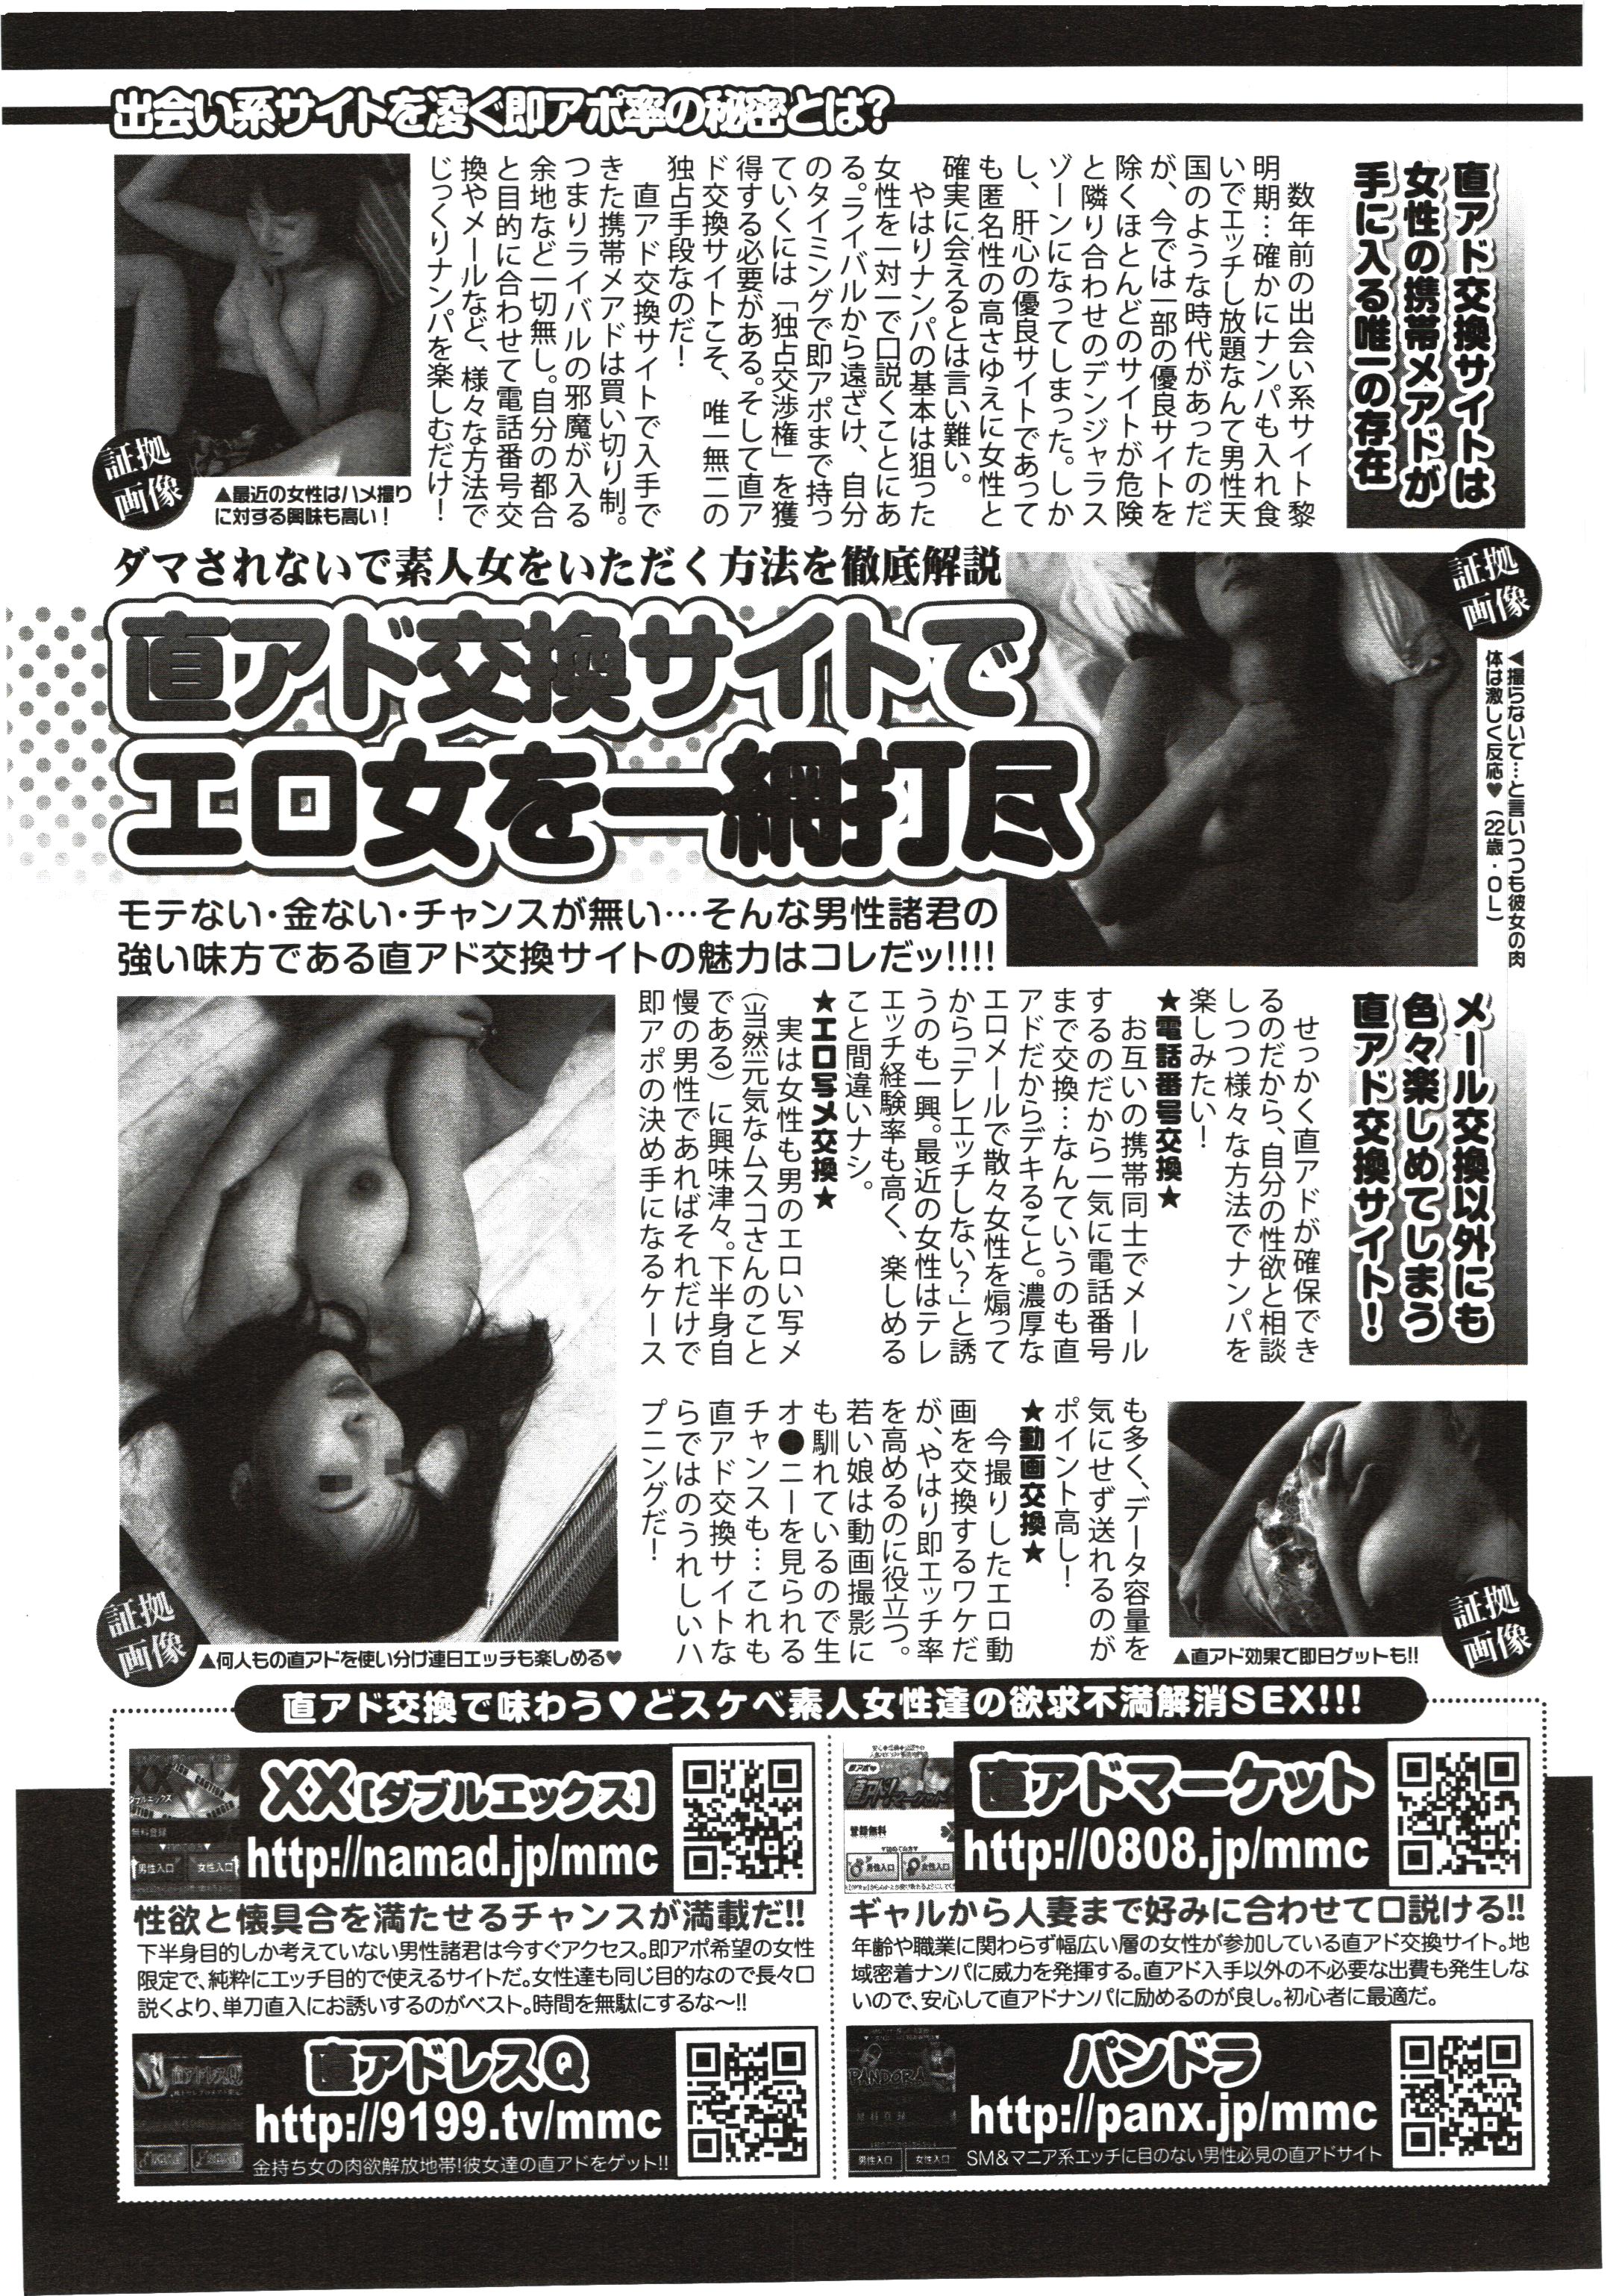 出会い系サイトを凌ぐ即アポ率の秘密とは?
直アド交換サイトは
女性の携帯メアドが
手に入る唯一の存在
数年前の出会い系サイト黎
明期…確かにナンパも入れ食
いでエッチし放題なんて男性天
国のような時代があったのだ
が、今では一部の優良サイトを
除くほとんどのサイトが危険
と隣り合わせのデンジャラス
ゾーンになってしまった。しか
し、肝心の優良サイトであって
も匿名性の高さゆえに女性と
確実に会えるとは言い難い。
やはりナンパの基本は狙った
女性を一対一で口説くことにあ
る。ライバルから遠ざけ、自分
のタイミングで即アポまで持っ
ていくには「独占交渉権」を獲
得する必要がある。そして直ア
ド交換サイトこそ、唯一無二の
独占手段なのだ!
直アド交換サイトで入手で
きた携帯メアドは買い切り制。
つまりライバルの邪魔が入る
余地など一切無し。自分の都合
と目的に合わせて電話番号交
換やメールなど、様々な方法で
じっくりナンパを楽しむだけ!
証拠
画像
▲最近の女性はハメ撮り
に対する興味も高い!
ダマされないで素人女をいただく方法を徹底解説
直アド交換サイトで
エロ女を一網打尽
モテない・金ない・チャンスが無い…そんな男性諸君の
強い味方である直アド交換サイトの魅力はコレだッ!!!!
証拠
画像
◀撮らないで…と言いつつも彼女の肉
体は激しく反応♥(22歳・OL)
メール交換以外にも
色々楽しめてしまう
直アド交換サイト!
せっかく直アドが確保でき
るのだから、自分の性欲と相談
しつつ様々な方法でナンパを
楽しみたい!
★電話番号交換★
お互いの携帯同士でメール
するのだから一気に電話番号
まで交換…なんていうのも直
アドだからデキること。濃厚な
エロメールで散々女性を煽って
から「テレエッチしない?」と誘
うのも一興。最近の女性はテレ
エッチ経験率も高く、楽しめる
こと間違いナシ。
★エロ写メ交換★
実は女性も男のエロい写メ
(当然元気なムスコさんのこと
である)に興味津々。下半身自
慢の男性であればそれだけで
即アポの決め手になるケース
も多く、データ容量を
気にせず送れるのが
ポイント高し!
★動画交換★
今撮りしたエロ動
画を交換するワケだ
が、やはり即エッチ率
を高めるのに役立つ。
若い娘は動画撮影に
も馴れているので生
オ●ニーを見られる
チャンスも…これも
直アド交換サイトな
らではのうれしいハ
プニングだ!
証拠
画像
▲何人もの直アドを使い分け連日エッチも楽しめる♥
証拠
画像
▲直アド効果で即日ゲットも!!
直アド交換で味わう♥どスケベ素人女性達の欲求不満解消SEX!!!
XX[ダブルエックス]
http://namad.jp/mmc
無料登録
男性入口 女性入口
性欲と懐具合を満たせるチャンスが満載だ!!
下半身目的しか考えていない男性諸君は今すぐアクセス。即アポ希望の女性
限定で、純粋にエッチ目的で使えるサイトだ。女性達も同じ目的なので長々口
説くより、単刀直入にお誘いするのがベスト。時間を無駄にするな〜!!
直アドマーケット
http://0808.jp/mmc
登録無料
男性入口 女性入口
ギャルから人妻まで好みに合わせて口説ける!!
年齢や職業に関わらず幅広い層の女性が参加している直アド交換サイト。地
域密着ナンパに威力を発揮する。直アド入手以外の不必要な出費も発生しな
いので、安心して直アドナンパに励めるのが良し。初心者に最適だ。
直アドレスQ
http://9199.tv/mmc
金持ち女の肉欲解放地帯!彼女達の直アドをゲット!!
パンドラ
http://panx.jp/mmc
PANDORA
男性入口 女性入口
SM&マニア系エッチに目のない男性必見の直アドサイト